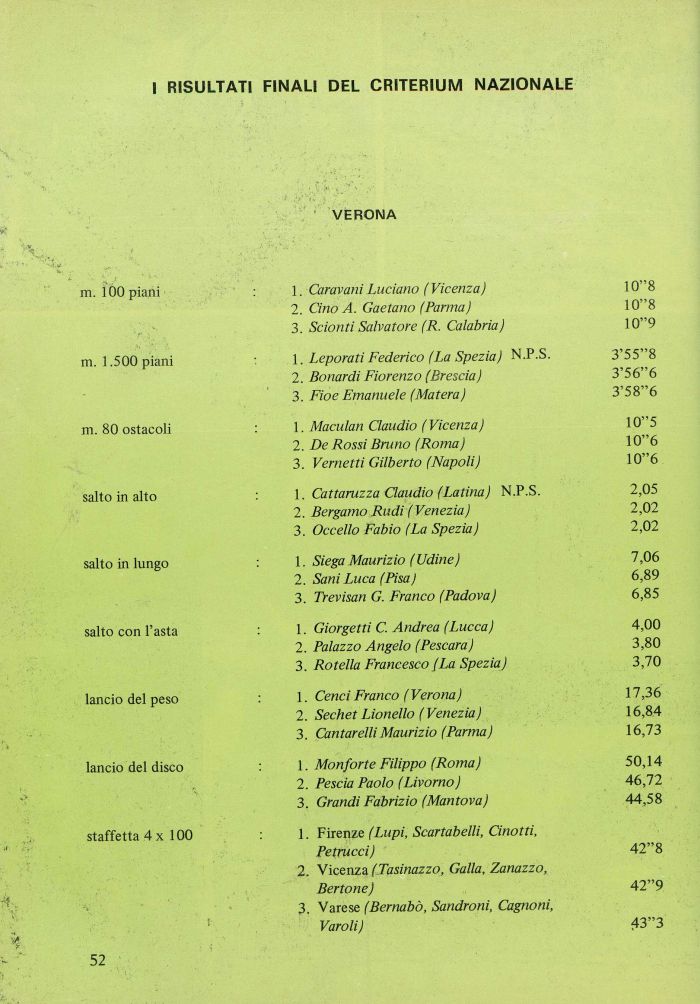 I RISULTATI FINALI DEL CRITERIUM NAZIONALE
VERONA
m. 100 piani : 1. Caravani Luciano (Vicenza) 10”8
2. Cino A. Gaetano (Parma) 10”8
3. Scionti Salvatore (R. Calabria) 10”9
m. 1.500 piani : 1. Leporati Federico (La Spezia) N.P.S. 3’55”8
2. Bonardi Fiorenzo (Brescia) 3’56”6
3. Fioe Emanuele (Matera) 3’58”6
m. 80 ostacoli : 1. Maculan Claudio (Vicenza) 10”5
2. De Rossi Bruno (Roma) 10”6
3. Vernetti Gilberto (Napoli) 10”6
salto in alto : 1. Cattaruzza Claudio (Latina) N.P.S. 2,05
2. Bergamo Rudi (Venezia) 2,02
3. Occello Fabio (La Spezia) 2,02
salto in lungo : 1. Siega Maurizio (Udine) 7,06
2. Sani Luca (Pisa) 6,89
3. Trevisan G. Franco (Padova) 6,85
salto con l’asta : 1. Giorgetti C. Andrea (Lucca) 4,00
2. Palazzo Angelo (Pescara) 3,80
3. Rotella Francesco (La Spezia) 3,70
lancio del peso : 1. Cenci Franco (Verona) 17,36
2. Sechet Lionello (Venezia) 16,84
3. Cantarelli Maurizio (Parma) 16,73
lancio del disco : 1. Monforte Filippo (Roma) 50,14
2. Pescia Paolo (Livorno) 46,72
3. Grandi Fabrizio (Mantova) 44,58
staffetta 4 x 100 : 1. Firenze (Lupi, Scartabelli, Cinotti,
Petrucci) 42”8
2. Vicenza (Tasinazzo, Galla, Zanazzo,
Bertone) 42”9
3. Varese (Bernabò, Sandroni, Cagnoni,
Varoli) 43”3
52